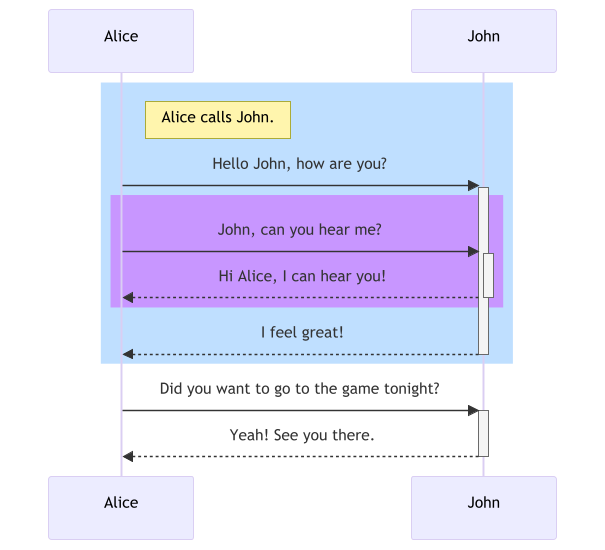 Alice
John
Alice calls John.
Hello John, how are you?
John, can you hear me?
Hi Alice, I can hear you!
I feel great!
Did you want to go to the game tonight?
Yeah! See you there.
Alice
John